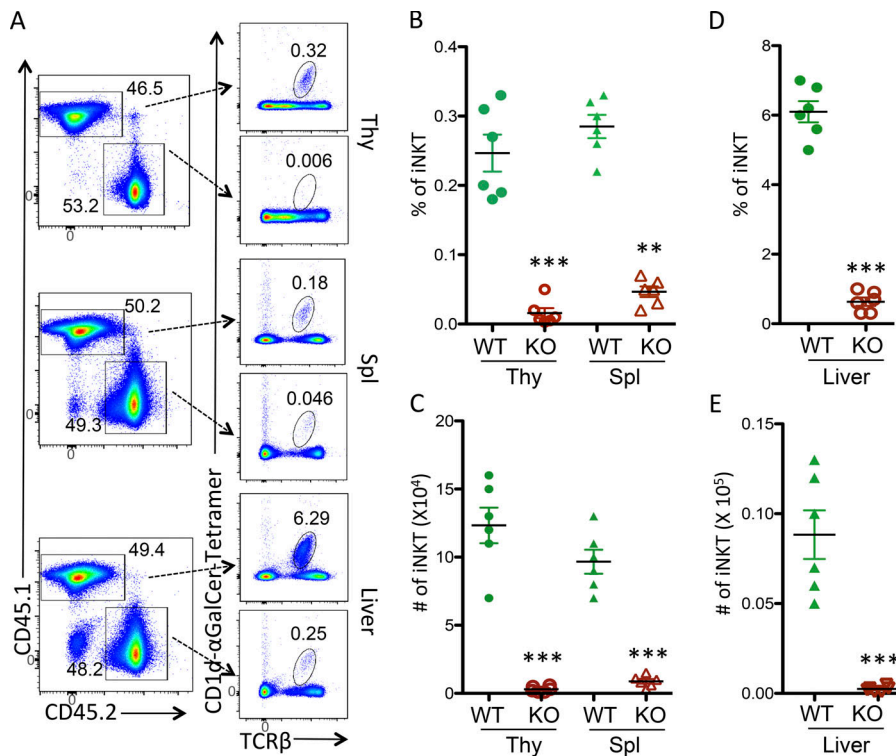 A
CD45.1
CD45.2
CD1d-αGalCer-Tetramer
TCRβ
46.5
53.2
0
0
0.32
0.006
Thy
50.2
49.3
0
0
0.18
0.046
Spl
49.4
48.2
0
0
6.29
0.25
0
0
Liver
B
% of iNKT
0.4
0.3
0.2
0.1
0.0
***
**
WT KO WT KO
Thy Spl
C
# of iNKT (X10⁴)
20
15
10
5
0
***
***
WT KO WT KO
Thy Spl
D
% of iNKT
8
6
4
2
0
***
WT KO
Liver
E
# of iNKT (X 10⁵)
0.15
0.10
0.05
0.00
***
WT KO
Liver